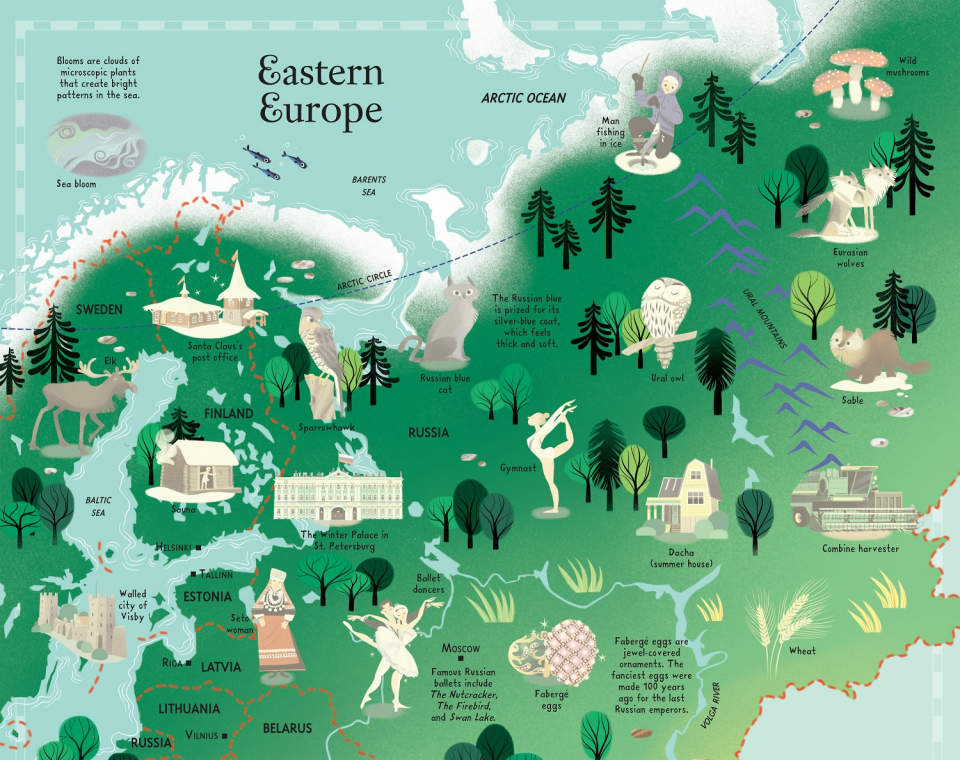 Blooms are clouds of
microscopic plants
that create bright
patterns in the sea.
Sea bloom
Eastern
Europe
ARCTIC OCEAN
BARENTS
SEA
Man
fishing
in ice
Wild
mushrooms
Eurasian
wolves
ARCTIC CIRCLE
SWEDEN
Santa Claus's
post office
The Russian blue
is prized for its
silver-blue coat,
which feels
thick and soft.
Russian blue
cat
URAL MOUNTAINS
Elk
Ural owl
Sable
FINLAND
Sparrowhawk
RUSSIA
Gymnast
BALTIC
SEA
Sauna
The Winter Palace in
St. Petersburg
HELSINKI
Dacha
(summer house)
Combine harvester
TALLINN
ESTONIA
Walled
city of
Visby
Seto
woman
Ballet
dancers
Moscow
Famous Russian
ballets include
The Nutcracker,
The Firebird,
and Swan Lake.
Fabergé
eggs
Fabergé eggs are
jewel-covered
ornaments. The
fanciest eggs were
made 100 years
ago for the last
Russian emperors.
Wheat
RIGA
LATVIA
VOLGA RIVER
LITHUANIA
BELARUS
VILNIUS
RUSSIA